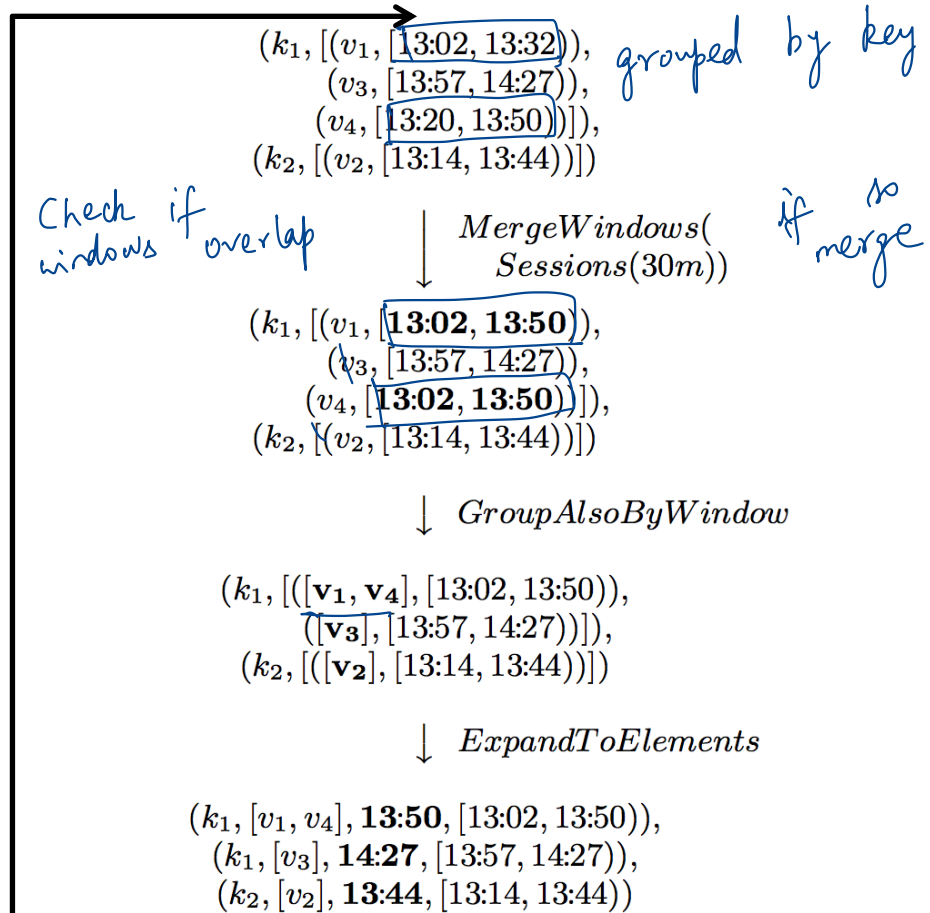 (k₁, [(v₁, [13:02, 13:32)), grouped by key
(v₃, [13:57, 14:27)),
(v₄, [13:20, 13:50))]),
(k₂, [(v₂, [13:14, 13:44))])
Check if windows overlap
↓ MergeWindows(
Sessions(30m))
if so merge
(k₁, [(v₁, [13:02, 13:50)),
(v₃, [13:57, 14:27)),
(v₄, [13:02, 13:50))]),
(k₂, [(v₂, [13:14, 13:44))])
↓ GroupAlsoByWindow
(k₁, [([v₁, v₄], [13:02, 13:50)),
([v₃], [13:57, 14:27))]),
(k₂, [([v₂], [13:14, 13:44))])
↓ ExpandToElements
(k₁, [v₁, v₄], 13:50, [13:02, 13:50)),
(k₁, [v₃], 14:27, [13:57, 14:27)),
(k₂, [v₂], 13:44, [13:14, 13:44))